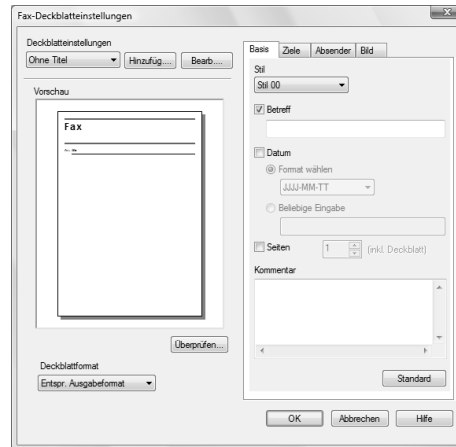 Fax-Deckblatteinstellungen
Deckblatteinstellungen
Ohne Titel
Hinzufüg....
Bearb....
Vorschau
Fax
Überprüfen...
Deckblattformat
Entspr. Ausgabeformat
Basis Ziele Absender Bild
Stil
Stil 00
Betreff
Datum
Format wählen
JJJJ-MM-TT
Beliebige Eingabe
Seiten 1 (inkl. Deckblatt)
Kommentar
Standard
OK Abbrechen Hilfe